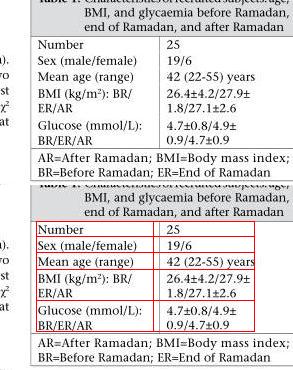 Table 1. Characteristics of recruited subjects: age,
BMI, and glycaemia before Ramadan,
end of Ramadan, and after Ramadan
Number 25
Sex (male/female) 19/6
Mean age (range) 42 (22-55) years
BMI (kg/m²): BR/ 26.4±4.2/27.9±
ER/AR 1.8/27.1±2.6
Glucose (mmol/L): 4.7±0.8/4.9±
BR/ER/AR 0.9/4.7±0.9
AR=After Ramadan; BMI=Body mass index;
BR=Before Ramadan; ER=End of Ramadan
χ²
at
BMI, and glycaemia before Ramadan,
end of Ramadan, and after Ramadan
Number 25
Sex (male/female) 19/6
Mean age (range) 42 (22-55) years
BMI (kg/m²): BR/ 26.4±4.2/27.9±
ER/AR 1.8/27.1±2.6
Glucose (mmol/L): 4.7±0.8/4.9±
BR/ER/AR 0.9/4.7±0.9
AR=After Ramadan; BMI=Body mass index;
BR=Before Ramadan; ER=End of Ramadan
χ²
at